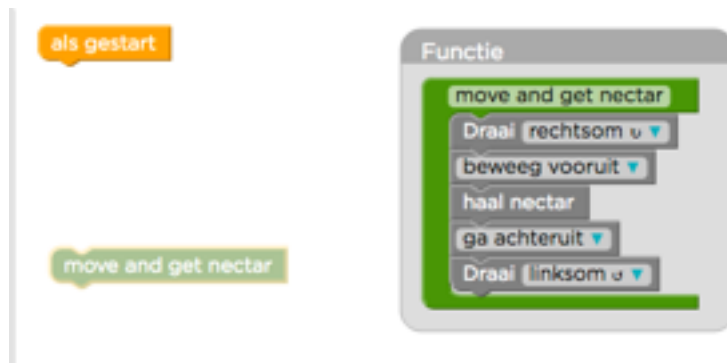 als gestart
Functie
move and get nectar
Draai rechtsom ↻ ▼
beweeg vooruit ▼
haal nectar
ga achteruit ▼
Draai linksom ↺ ▼
move and get nectar